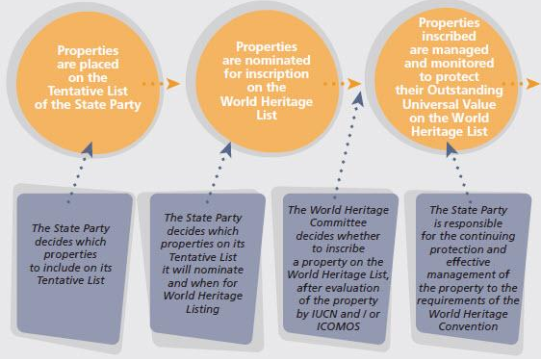 Properties
are placed
on the
Tentative List
of the State Party
Properties
are nominated
for inscription
on the
World Heritage
List
Properties
inscribed
are managed
and monitored
to protect
their Outstanding
Universal Value
on the World
Heritage List
The State Party
decides which
properties
to include on its
Tentative List
The State Party
decides which
properties on its
Tentative List
it will nominate
and when for
World Heritage
Listing
The World Heritage
Committee
decides whether
to inscribe
a property on the
World Heritage List,
after evaluation
of the property
by IUCN and / or
ICOMOS
The State Party
is responsible
for the continuing
protection and
effective
management of
the property to the
requirements of the
World Heritage
Convention